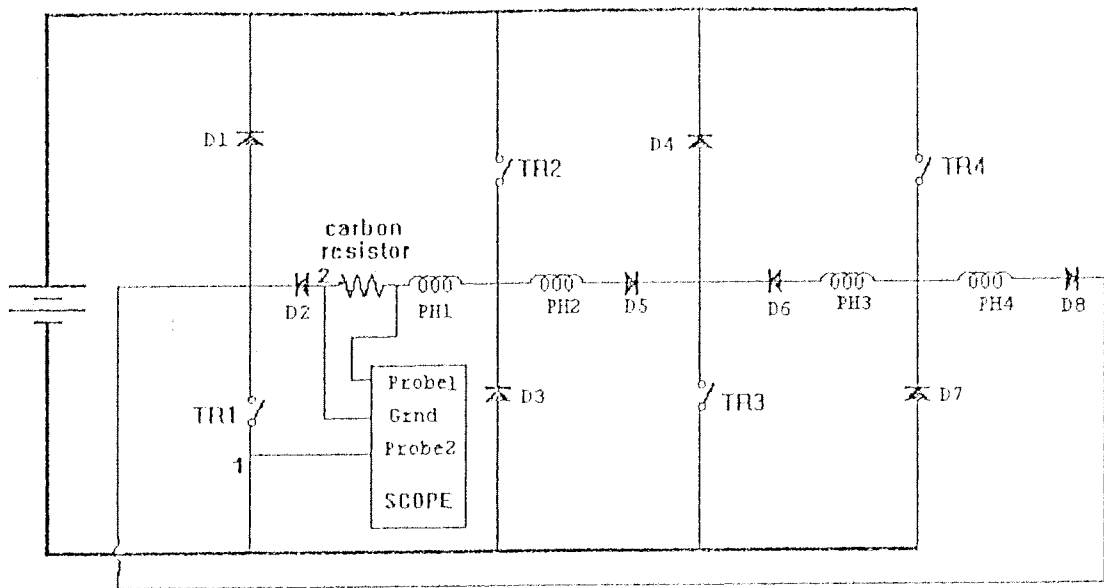 D1
D4
TR2
TR4
carbon
resistor
2
D2
PH1
PH2
D5
D6
PH3
PH4
D8
Probe1
D3
TR1
Grnd
TR3
D7
Probe2
1
SCOPE